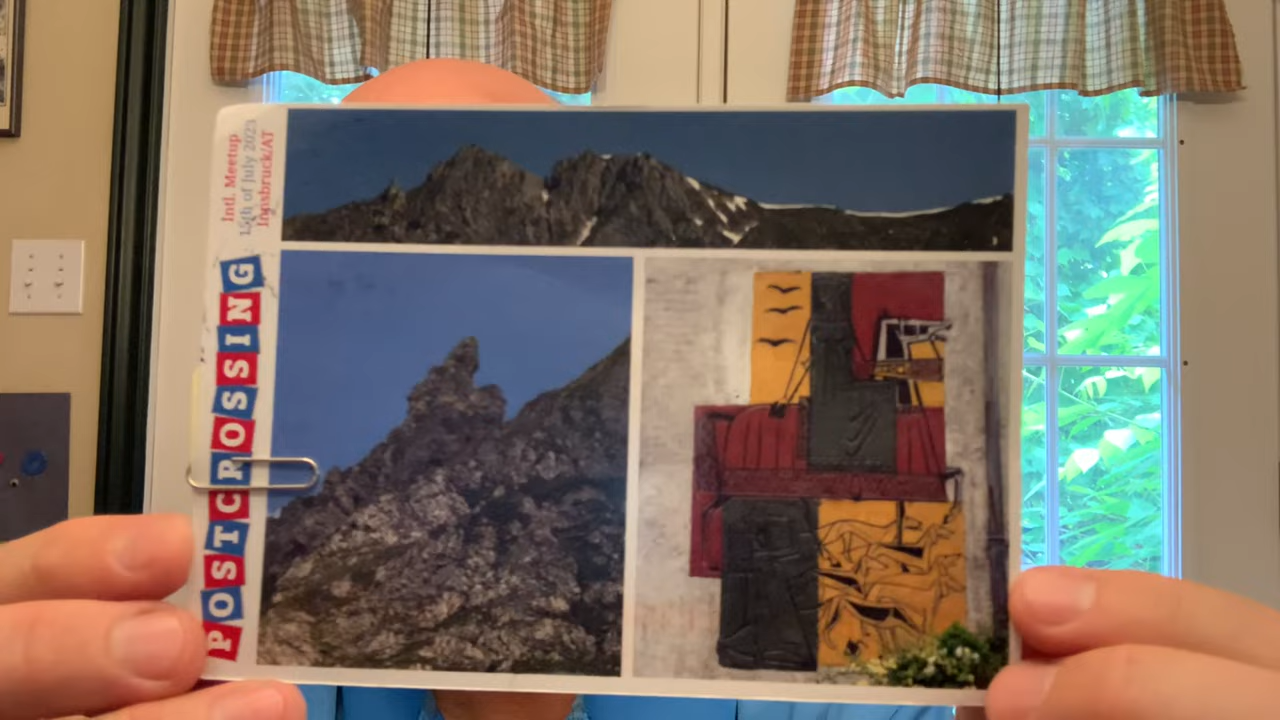 Intl. Meetup
15th of July 2023
Innsbruck/AT
POSTCROSSING